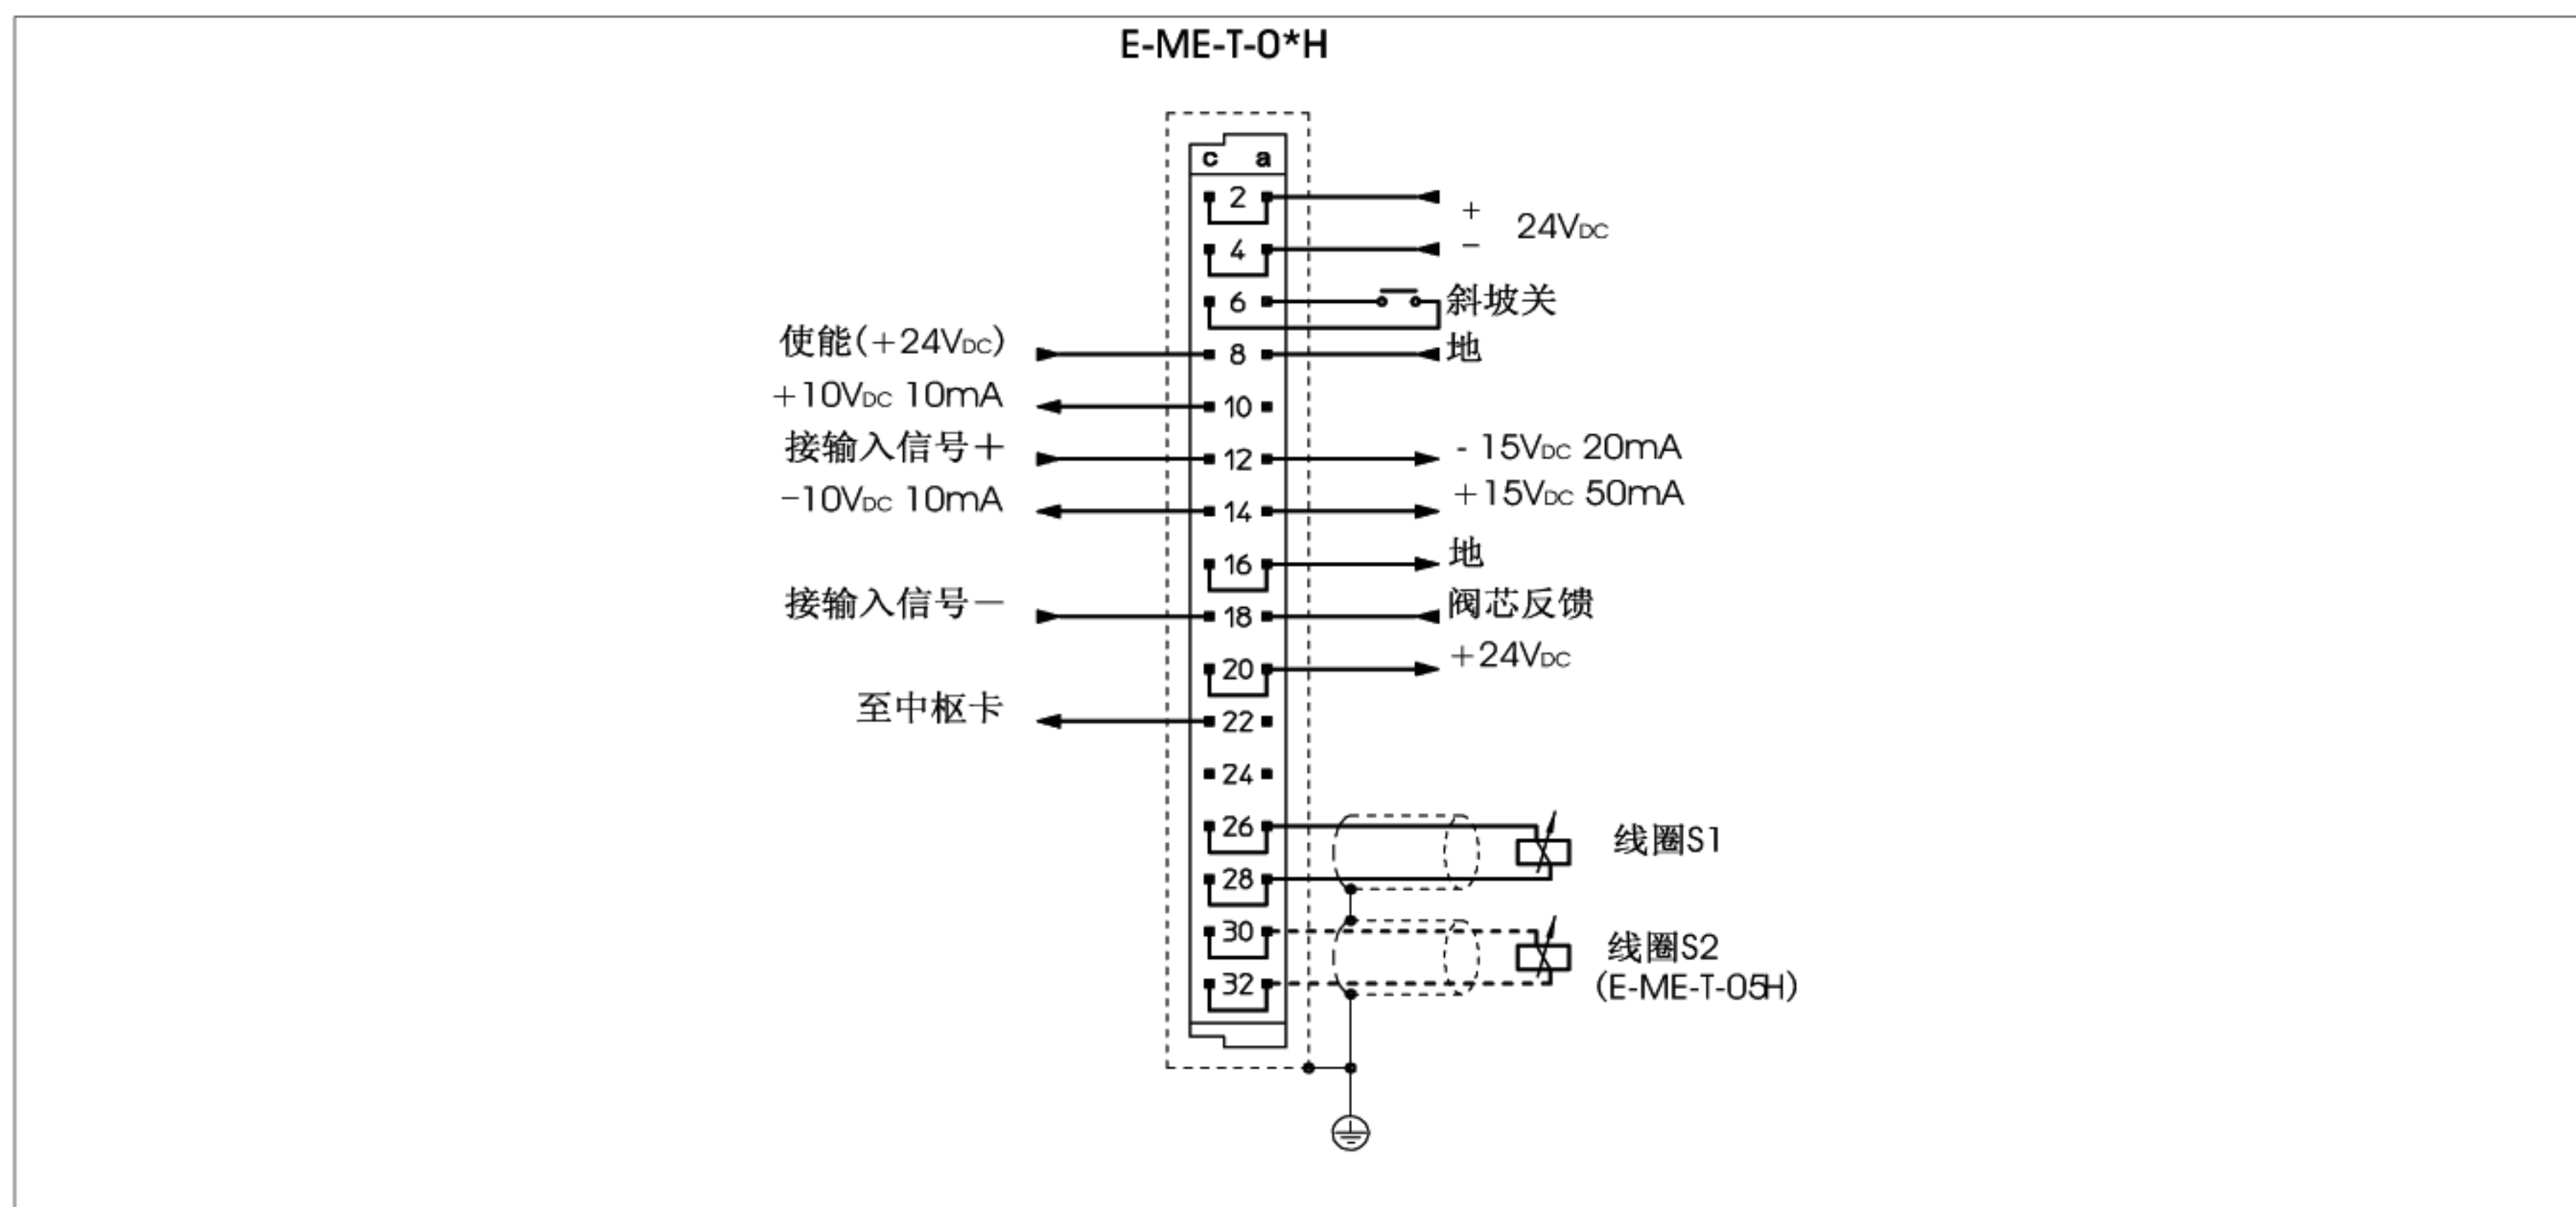 E-ME-T-0*H
c a
2
+
24VDC
4
−
6
斜坡关
使能(+24VDC)
8
地
+10VDC 10mA
10
接输入信号+
12
- 15VDC 20mA
−10VDC 10mA
14
+15VDC 50mA
16
地
接输入信号−
18
阀芯反馈
20
+24VDC
至中枢卡
22
24
26
线圈S1
28
30
线圈S2
32
(E-ME-T-05H)